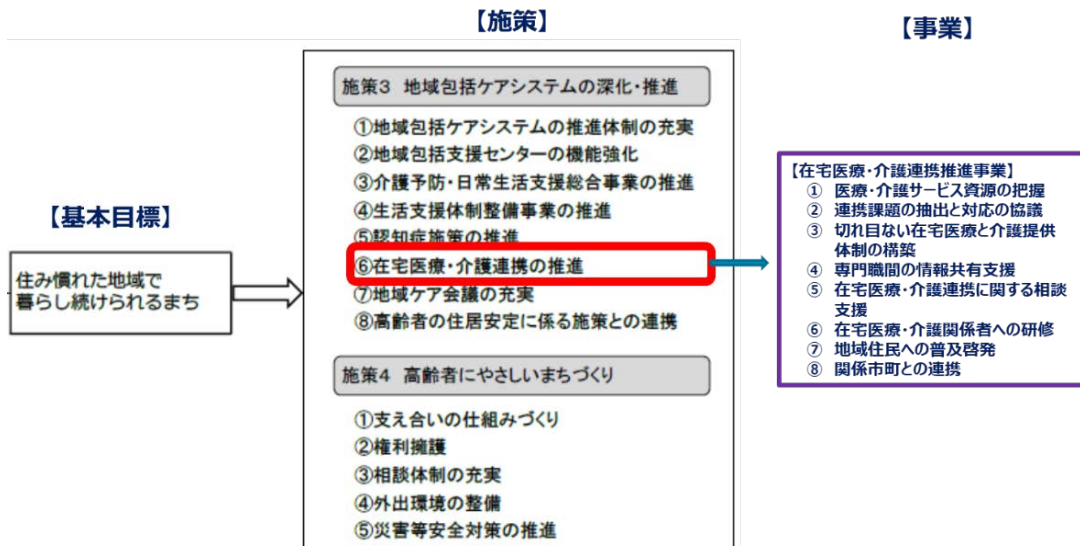 【施策】
【事業】
【基本目標】
住み慣れた地域で
暮らし続けられるまち
施策3 地域包括ケアシステムの深化・推進
①地域包括ケアシステムの推進体制の充実
②地域包括支援センターの機能強化
③介護予防・日常生活支援総合事業の推進
④生活支援体制整備事業の推進
⑤認知症施策の推進
⑥在宅医療・介護連携の推進
⑦地域ケア会議の充実
⑧高齢者の住居安定に係る施策との連携
施策4 高齢者にやさしいまちづくり
①支え合いの仕組みづくり
②権利擁護
③相談体制の充実
④外出環境の整備
⑤災害等安全対策の推進
【在宅医療・介護連携推進事業】
① 医療・介護サービス資源の把握
② 連携課題の抽出と対応の協議
③ 切れ目ない在宅医療と介護提供
体制の構築
④ 専門職間の情報共有支援
⑤ 在宅医療・介護連携に関する相談
支援
⑥ 在宅医療・介護関係者への研修
⑦ 地域住民への普及啓発
⑧ 関係市町との連携